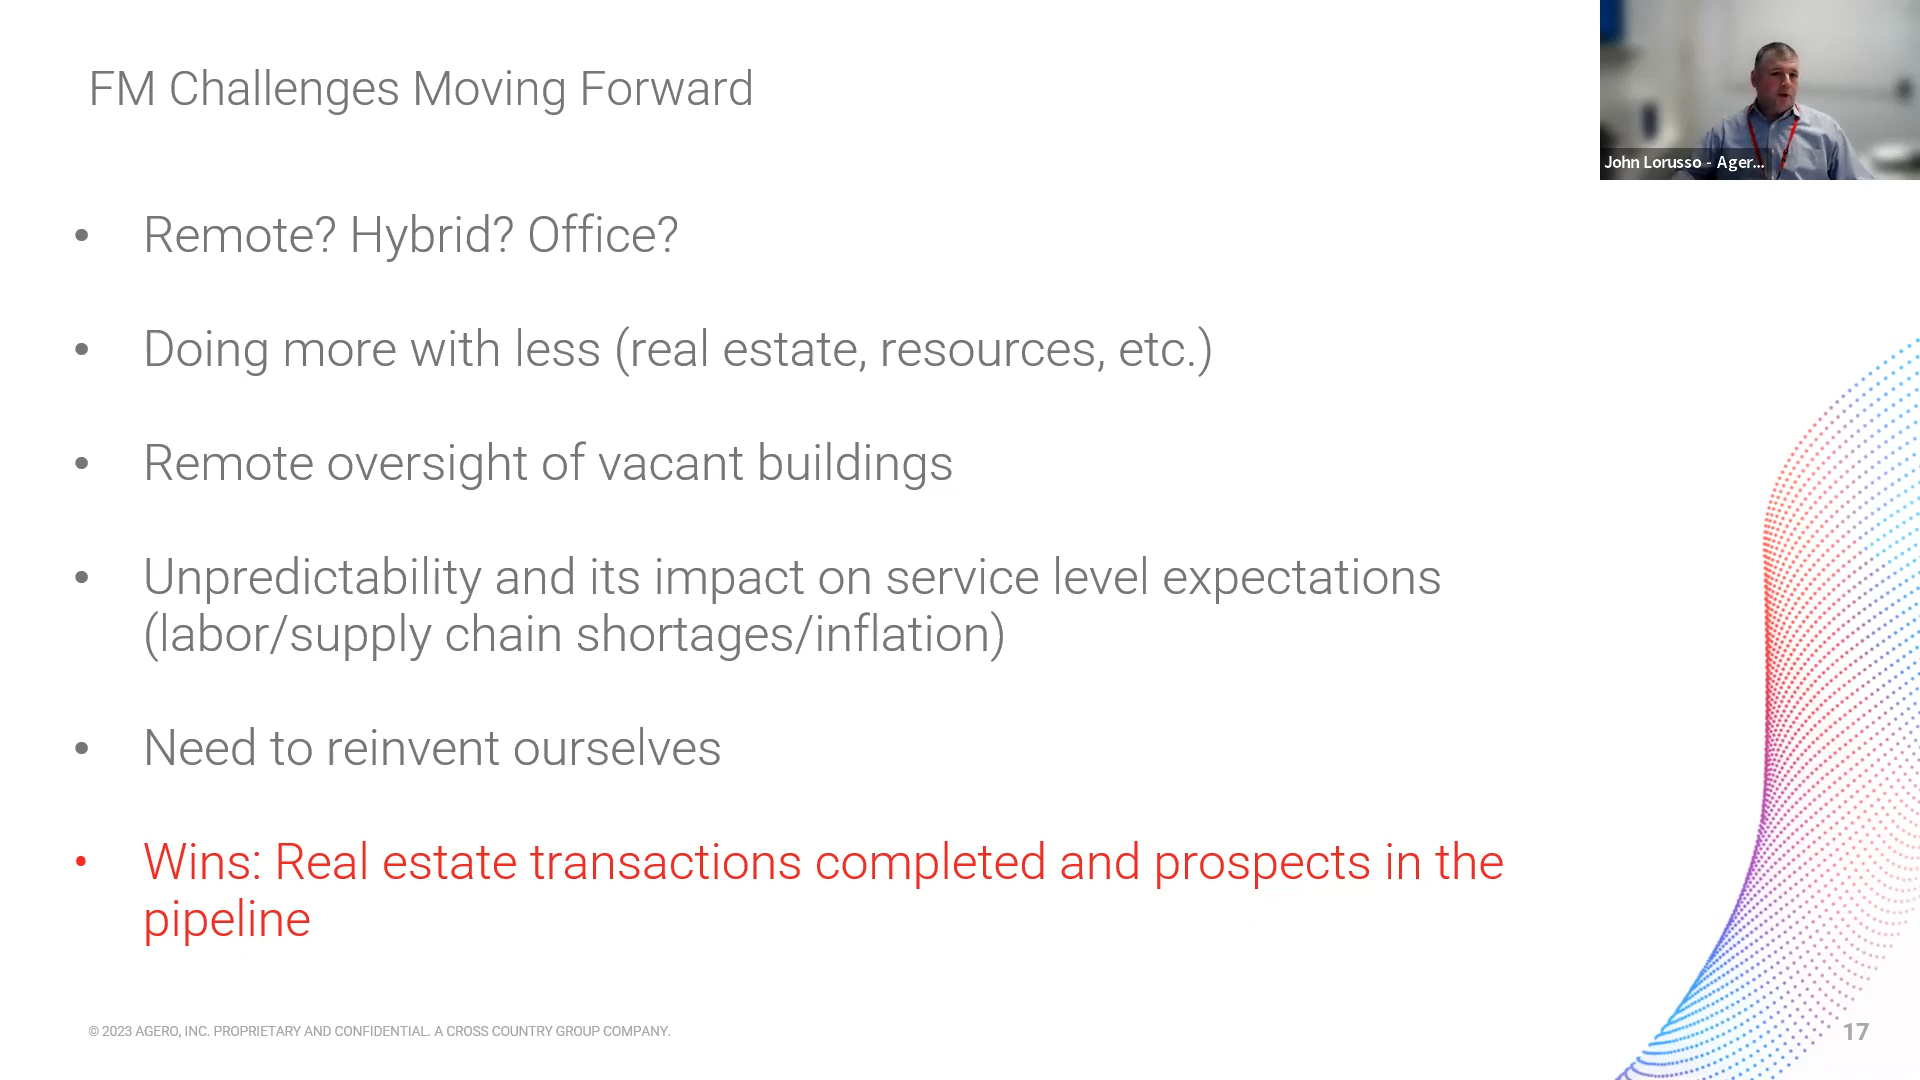 FM Challenges Moving Forward
John Lorusso - Ager...
• Remote? Hybrid? Office?
• Doing more with less (real estate, resources, etc.)
• Remote oversight of vacant buildings
• Unpredictability and its impact on service level expectations
(labor/supply chain shortages/inflation)
• Need to reinvent ourselves
• Wins: Real estate transactions completed and prospects in the
pipeline
© 2023 AGERO, INC. PROPRIETARY AND CONFIDENTIAL. A CROSS COUNTRY GROUP COMPANY.
17